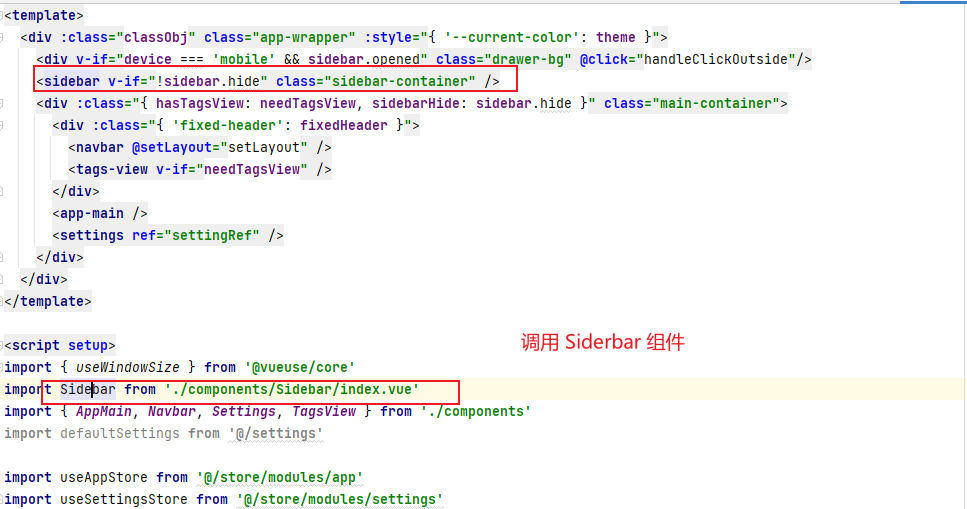 <template>
<div :class="classObj" class="app-wrapper" :style="{ '--current-color': theme }">
<div v-if="device === 'mobile' && sidebar.opened" class="drawer-bg" @click="handleClickOutside"/>
<sidebar v-if="!sidebar.hide" class="sidebar-container" />
<div :class="{ hasTagsView: needTagsView, sidebarHide: sidebar.hide }" class="main-container">
<div :class="{ 'fixed-header': fixedHeader }">
<navbar @setLayout="setLayout" />
<tags-view v-if="needTagsView" />
</div>
<app-main />
<settings ref="settingRef" />
</div>
</div>
</template>
<script setup>
调用 Siderbar 组件
import { useWindowSize } from '@vueuse/core'
import Sidebar from './components/Sidebar/index.vue'
import { AppMain, Navbar, Settings, TagsView } from './components'
import defaultSettings from '@/settings'
import useAppStore from '@/store/modules/app'
import useSettingsStore from '@/store/modules/settings'